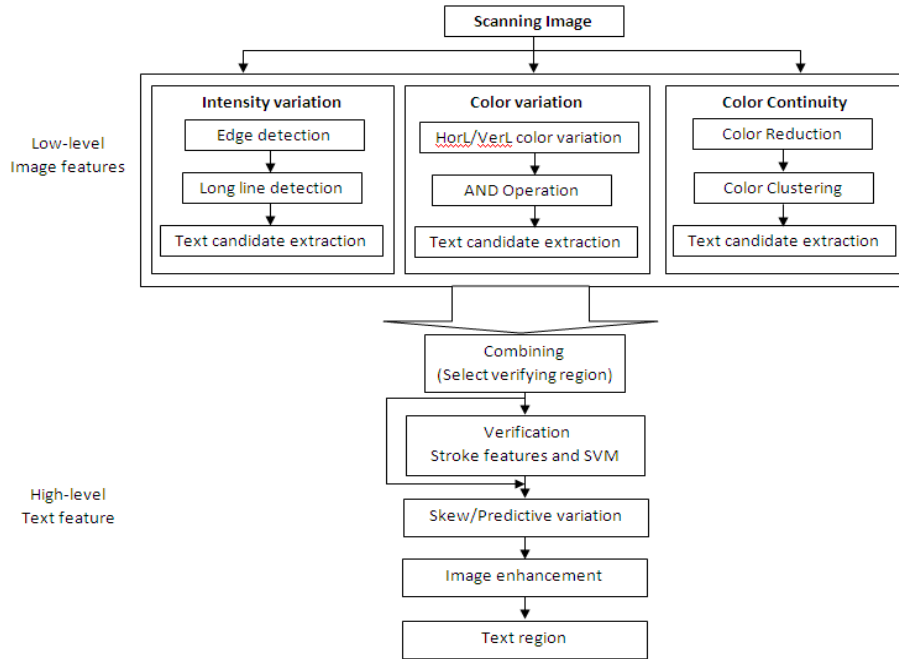 Scanning Image
Intensity variation
Edge detection
Long line detection
Text candidate extraction
Color variation
HorL/VerL color variation
AND Operation
Text candidate extraction
Color Continuity
Color Reduction
Color Clustering
Text candidate extraction
Low-level
Image features
Combining
(Select verifying region)
Verification
Stroke features and SVM
High-level
Text feature
Skew/Predictive variation
Image enhancement
Text region